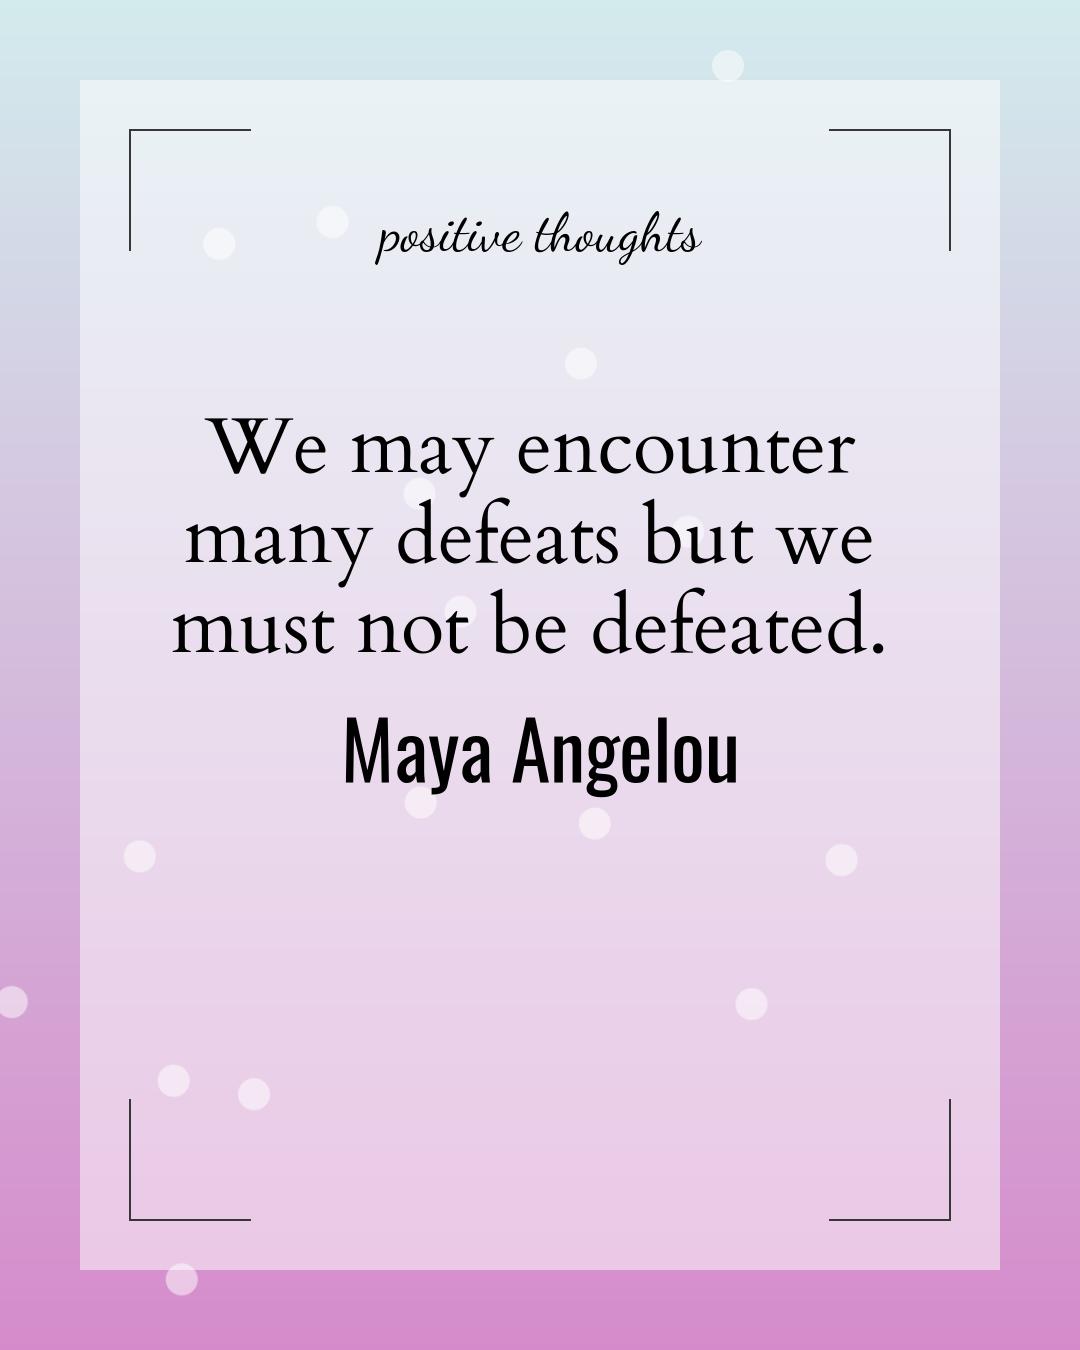 positive thoughts
We may encounter
many defeats but we
must not be defeated.
Maya Angelou